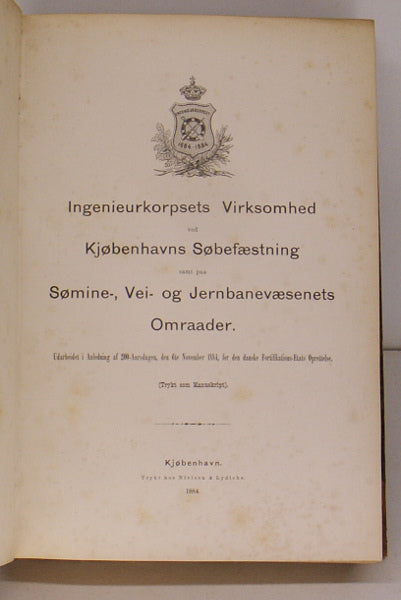 INGENIEURKORPSET
1684 1884
Ingenieurkorpsets Virksomhed
ved
Kjøbenhavns Søbefæstning
samt paa
Sømine-, Vei- og Jernbanevæsenets
Omraader.
Udarbeidet i Anledning af 200-Aarsdagen, den 6te November 1884, for den danske Fortifikations-Etats Oprettelse.
(Trykt som Manuskript).
Kjøbenhavn.
Trykt hos Nielsen & Lydiche.
1884.